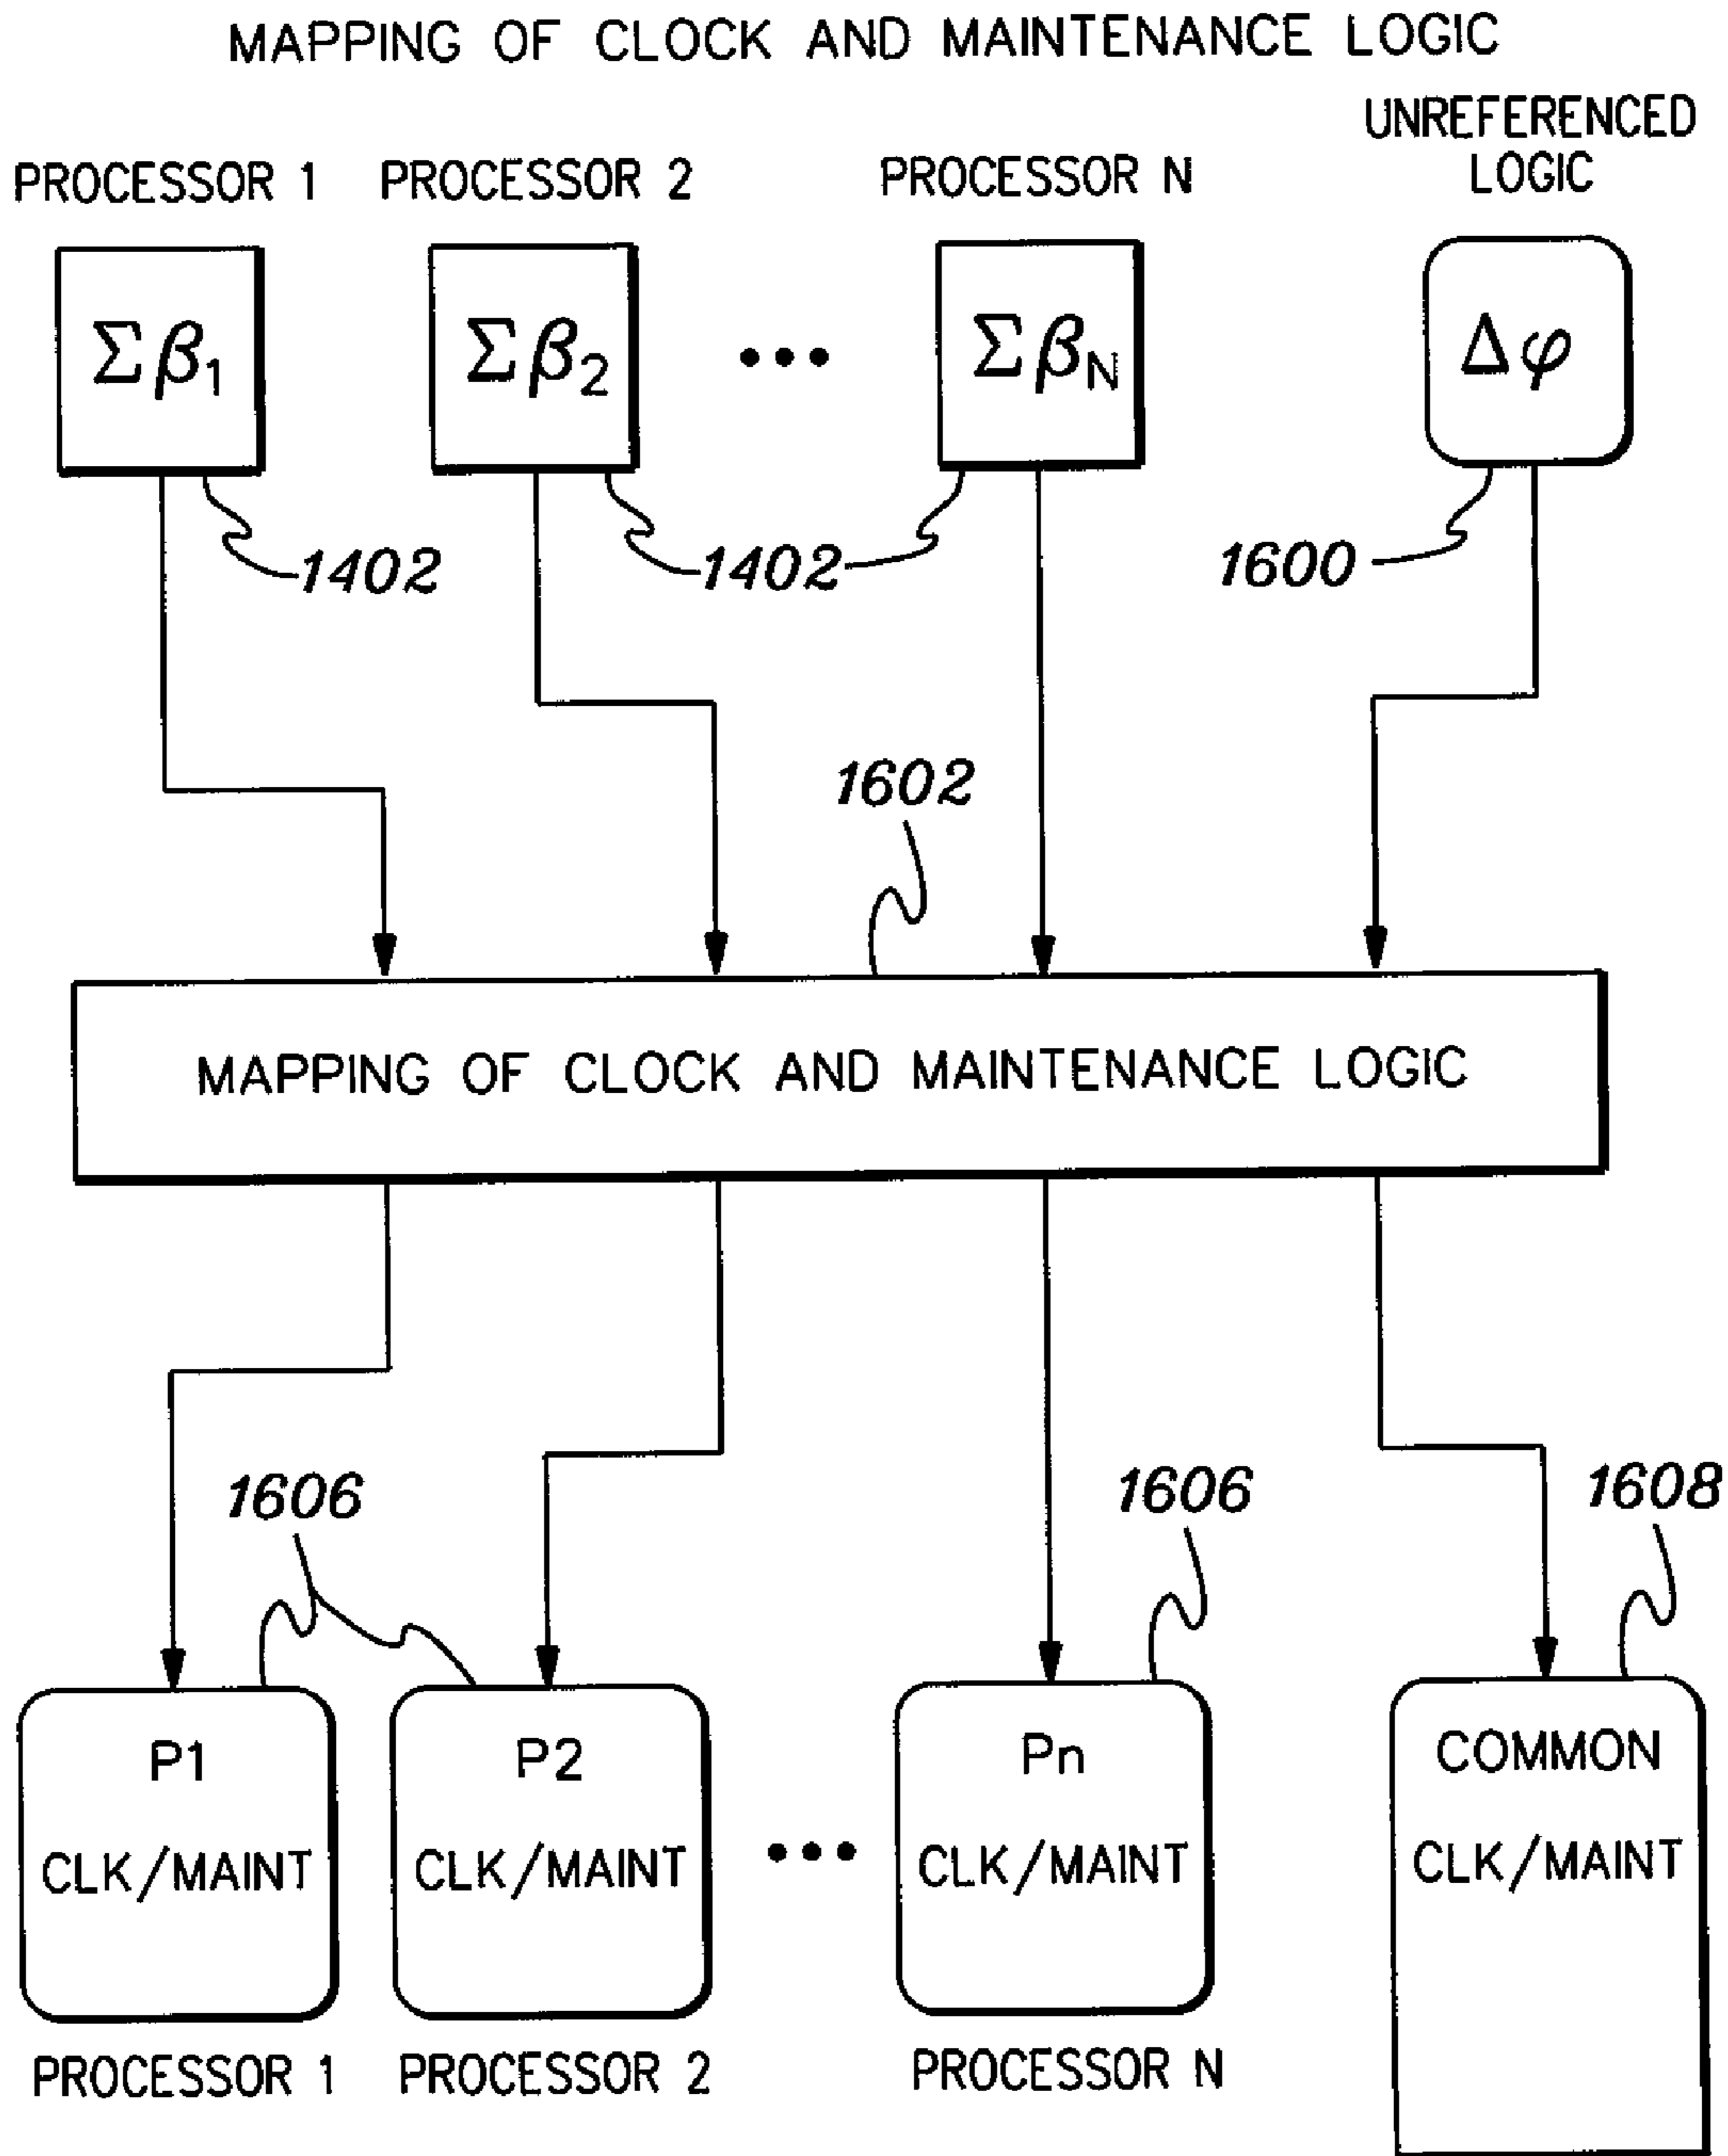 MAPPING OF CLOCK AND MAINTENANCE LOGIC
UNREFERENCED
LOGIC
PROCESSOR 1
PROCESSOR 2
PROCESSOR N
Σβ1
Σβ2
•••
ΣβN
Δφ
1402
1402
1600
1602
MAPPING OF CLOCK AND MAINTENANCE LOGIC
1606
1606
1608
P1
CLK/MAINT
P2
CLK/MAINT
•••
Pn
CLK/MAINT
COMMON
CLK/MAINT
PROCESSOR 1
PROCESSOR 2
PROCESSOR N